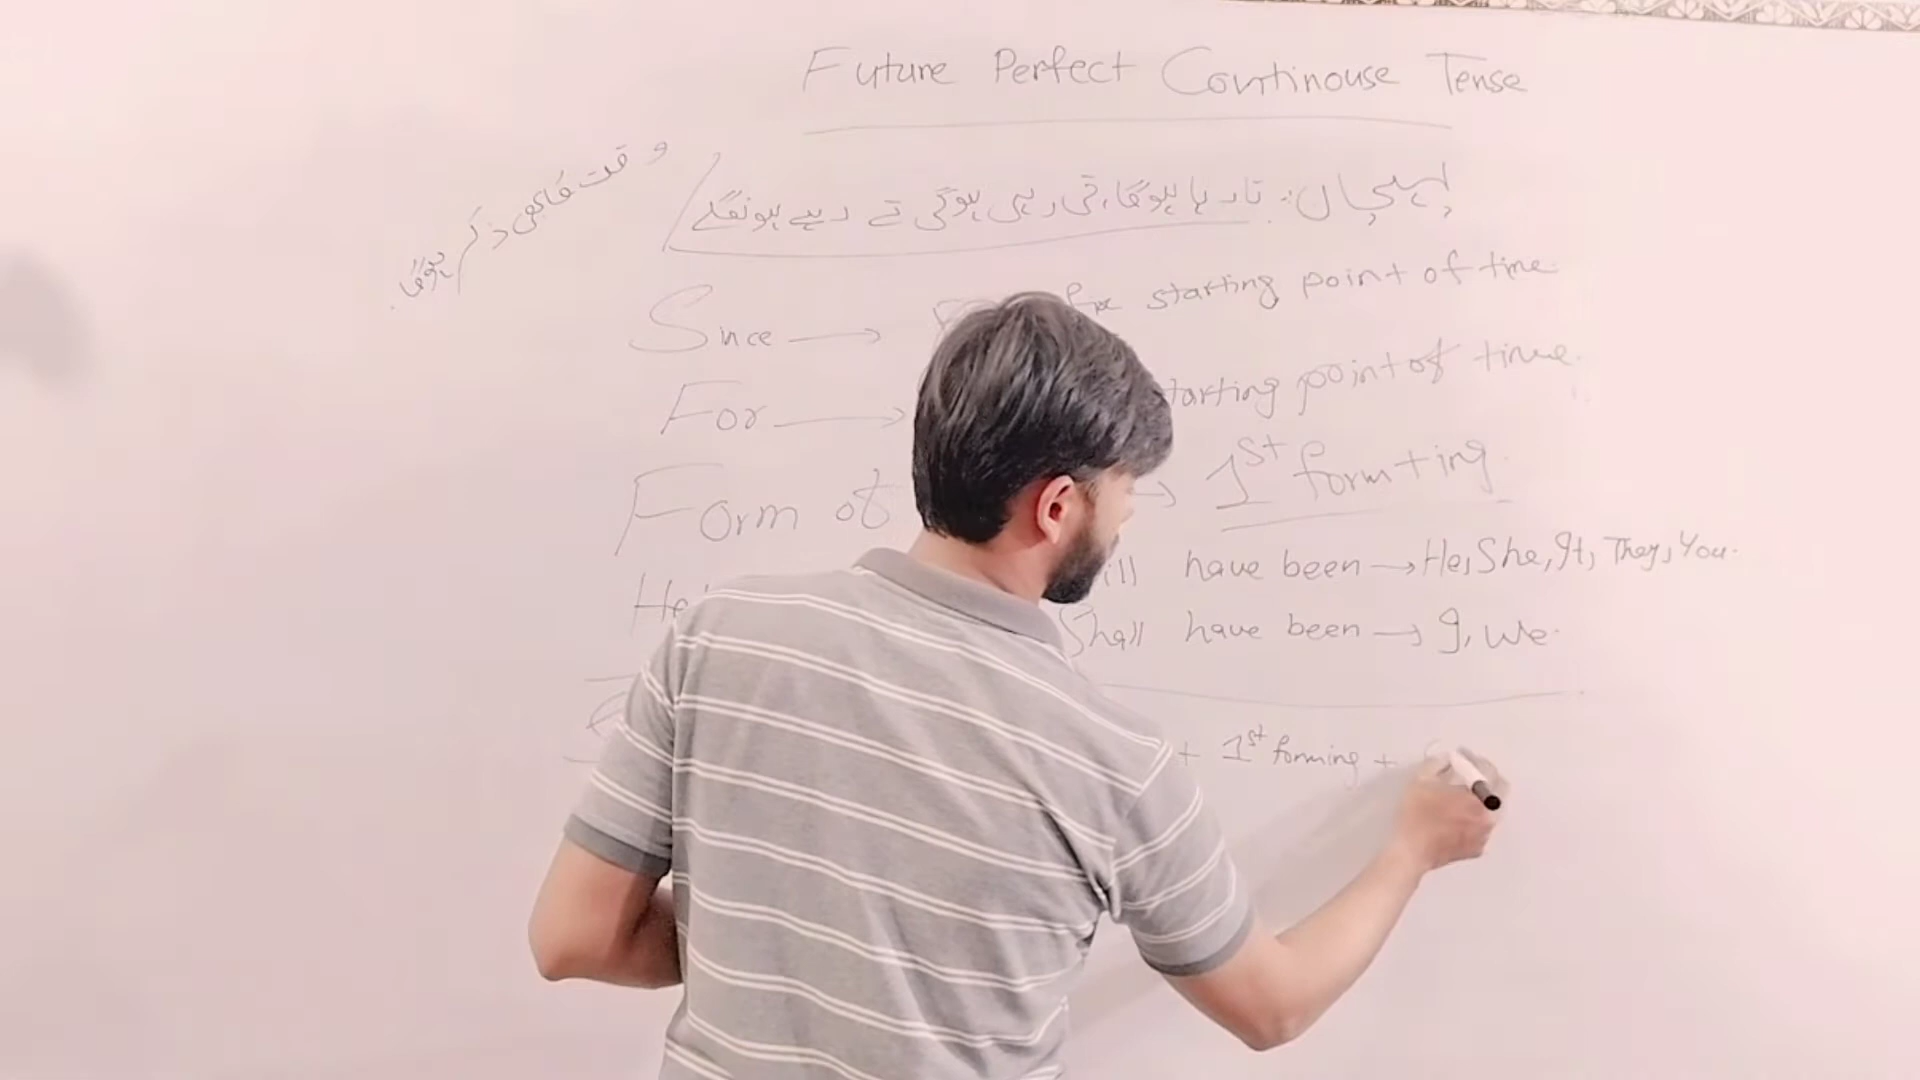 Future Perfect Continouse Tense
پہچان: تا رہا ہوگا، تی رہی ہوگی تے رہے ہونگے
وقت کا بھی ذکر ہوگا.
Since → starting point of time
For → starting point of time.
Form of → 1st form + ing.
He ill have been → He, She, It, They, You.
Shall have been → I, We.
+ 1st forming +